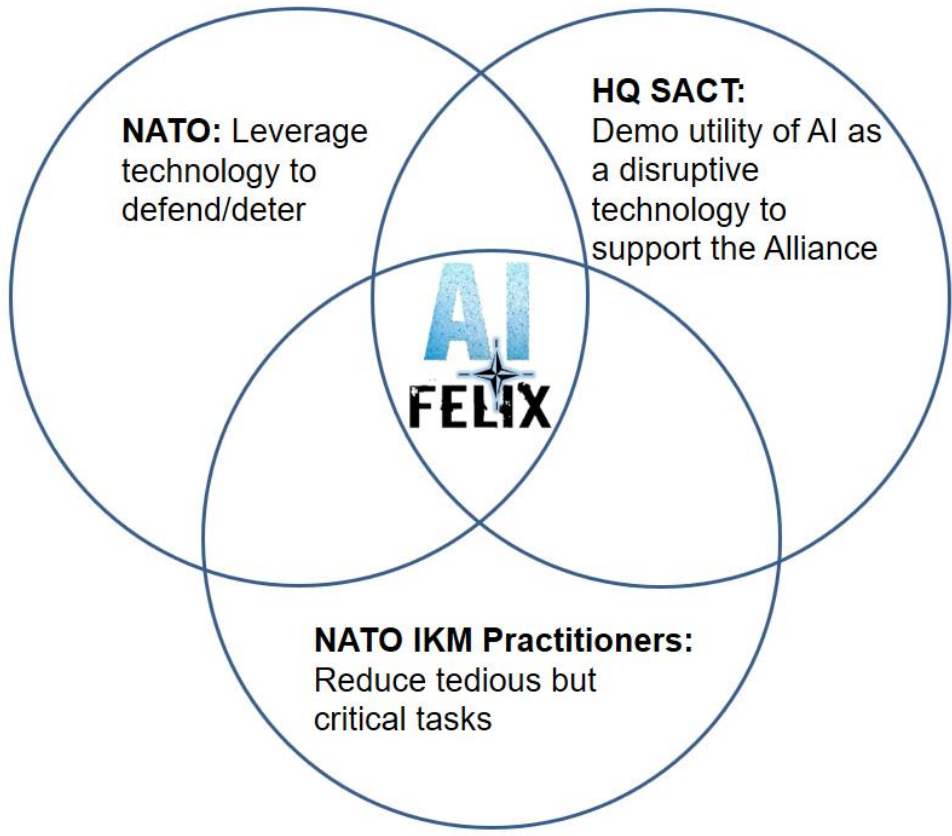 NATO: Leverage
technology to
defend/deter
HQ SACT:
Demo utility of AI as
a disruptive
technology to
support the Alliance
AI
FELIX
NATO IKM Practitioners:
Reduce tedious but
critical tasks